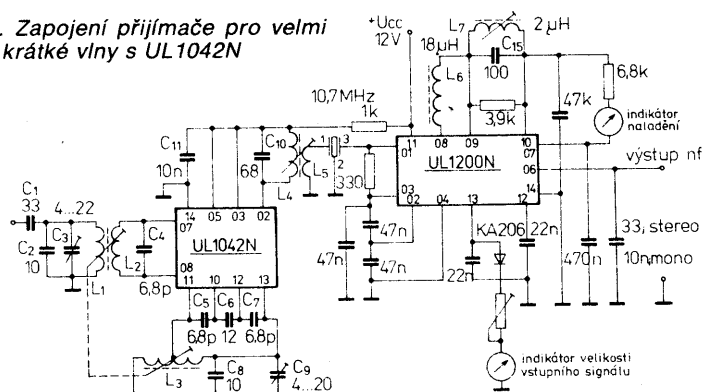 . Zapojení přijímače pro velmi
krátké vlny s UL1042N
+Ucc
12V
L7
2µH
18µH
C15
L6
100
6,8k
10,7MHz
1k
3,9k
47k
indikátor
naladění
C11
10n
C10
68
L4
L5
1
3
2
330
11
08
09
10
01
07
UL1200N
06
výstup nf
03
02
04
13
14
C1
33
4...22
C2
10
C3
L1
L2
C4
6,8p
14
05
03
02
07
UL1042N
08
11
10
12
13
47n
47n
47n
KA206
22n
22n
470n
33, stereo
10n, mono
C5
C6
C7
6,8p
12
6,8p
L3
C8
10
C9
4...20
indikátor velikosti
vstupního signálu